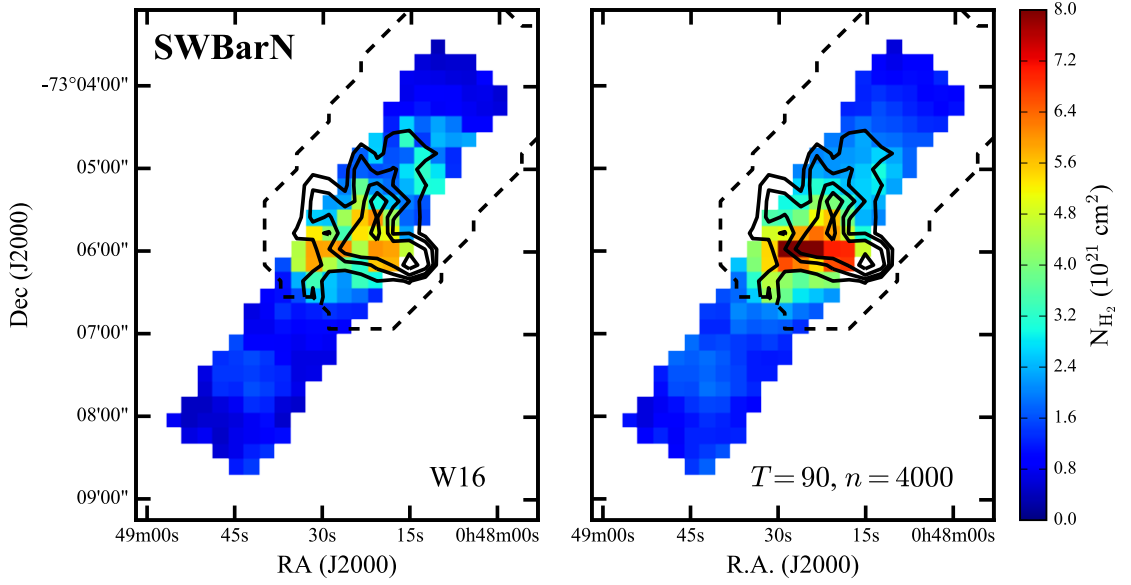 SWBarN
-73°04'00"
05'00"
06'00"
07'00"
08'00"
09'00"
Dec (J2000)
W16
49m00s 45s 30s 15s 0h48m00s
RA (J2000)
T = 90, n = 4000
49m00s 45s 30s 15s 0h48m00s
R.A. (J2000)
8.0
7.2
6.4
5.6
4.8
4.0
3.2
2.4
1.6
0.8
0.0
N_{H_2} (10^{21} cm^2)